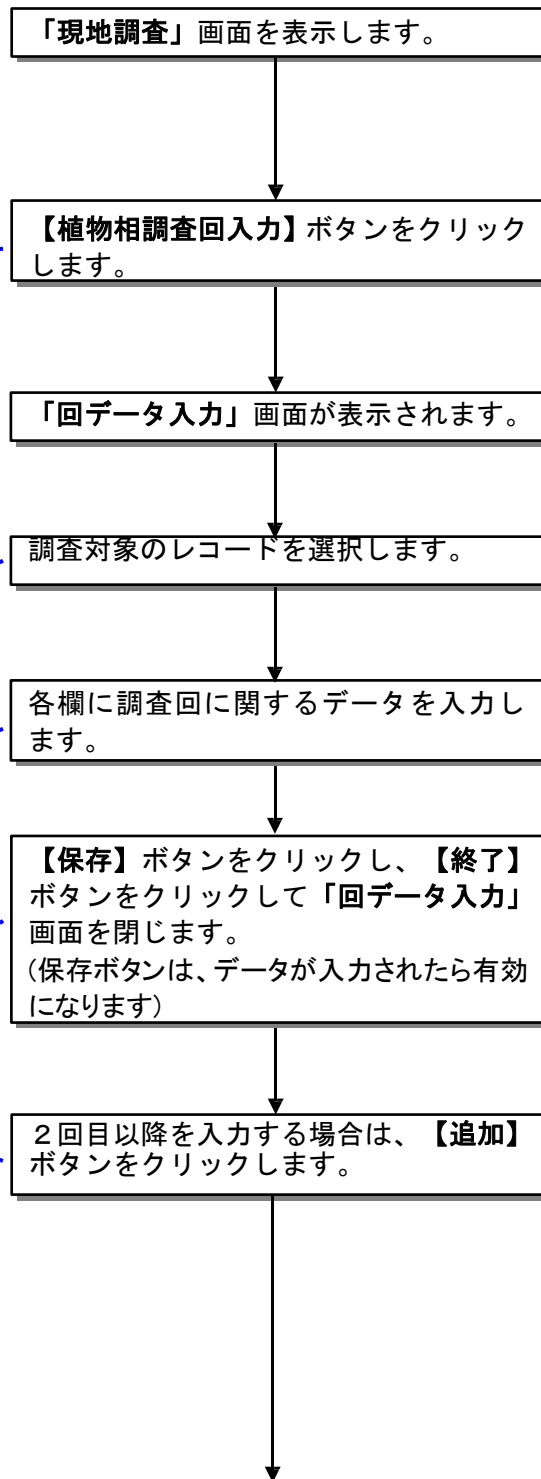 「現地調査」画面を表示します。
【植物相調査回入力】ボタンをクリック
します。
「回データ入力」画面が表示されます。
調査対象のレコードを選択します。
各欄に調査回に関するデータを入力し
ます。
【保存】ボタンをクリックし、【終了】
ボタンをクリックして「回データ入力」
画面を閉じます。
(保存ボタンは、データが入力されたら有効
になります)
２回目以降を入力する場合は、【追加】
ボタンをクリックします。